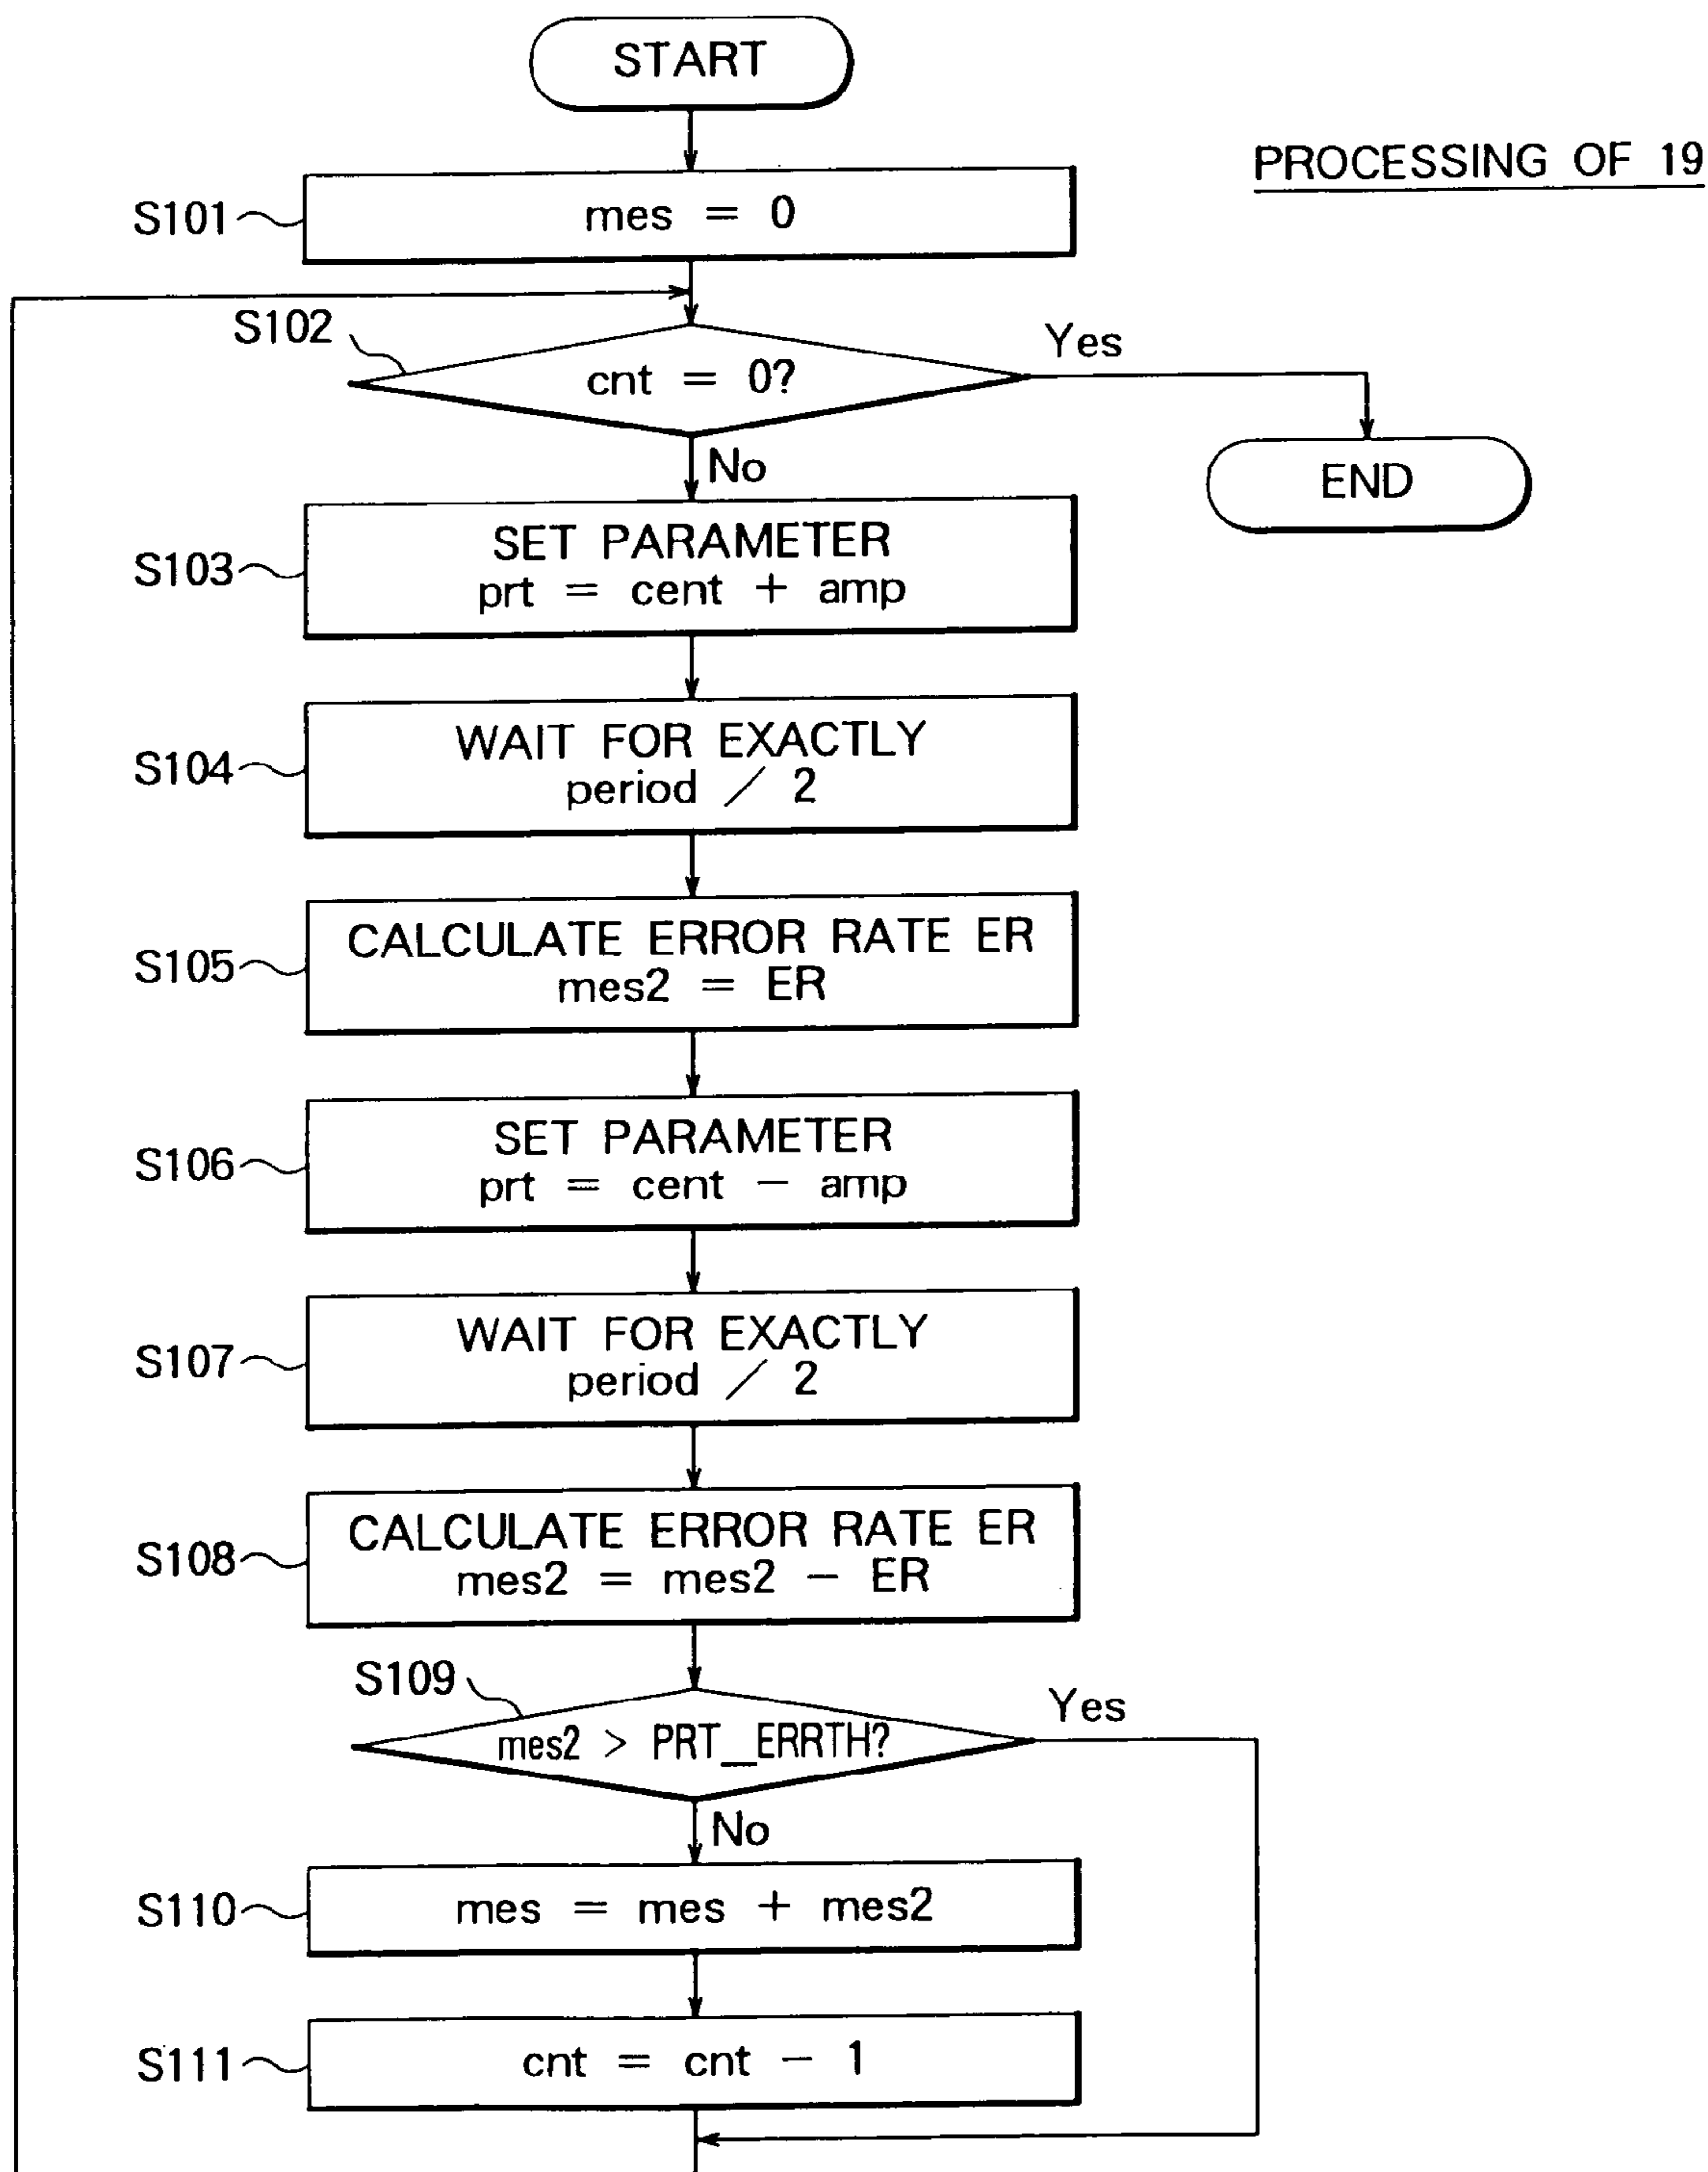 START
PROCESSING OF 19
S101
mes = 0
S102
cnt = 0?
Yes
No
END
S103
SET PARAMETER
prt = cent + amp
S104
WAIT FOR EXACTLY
period / 2
S105
CALCULATE ERROR RATE ER
mes2 = ER
S106
SET PARAMETER
prt = cent - amp
S107
WAIT FOR EXACTLY
period / 2
S108
CALCULATE ERROR RATE ER
mes2 = mes2 - ER
S109
mes2 > PRT_ERRTH?
Yes
No
S110
mes = mes + mes2
S111
cnt = cnt - 1